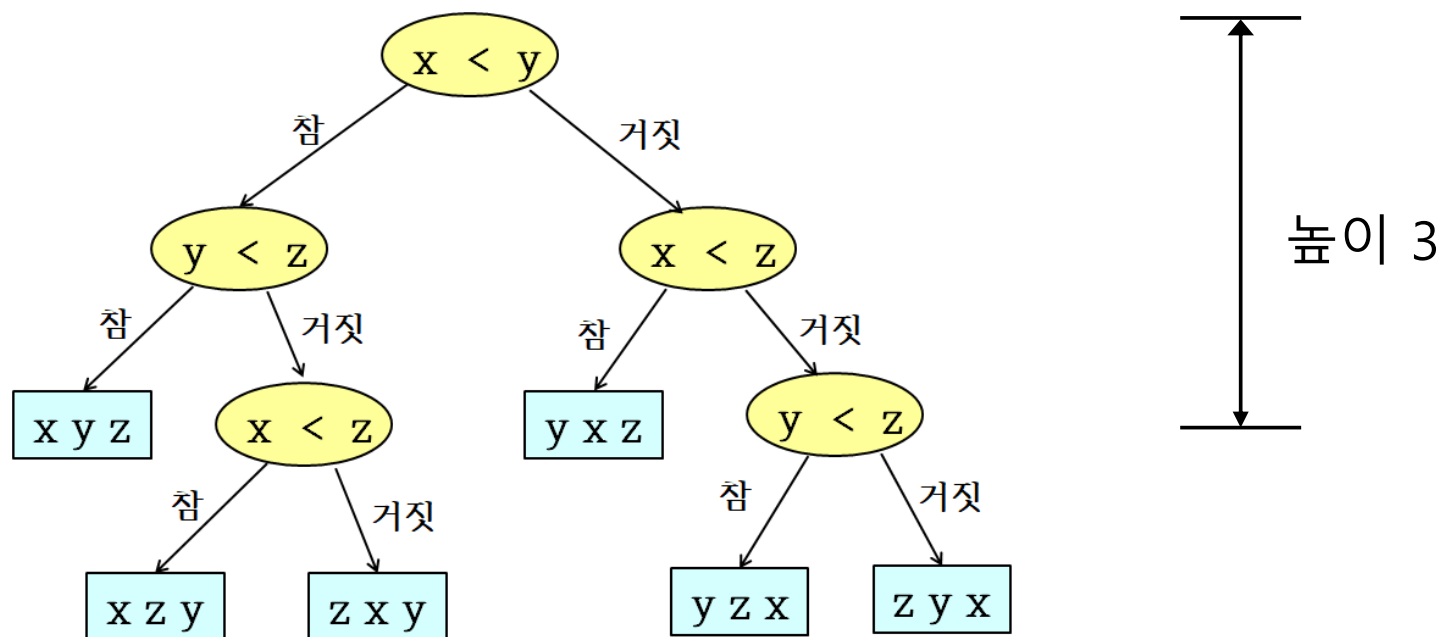 x < y
참 거짓
y < z x < z
높이 3
참 거짓 참 거짓
x y z x < z y x z y < z
참 거짓 참 거짓
x z y z x y y z x z y x